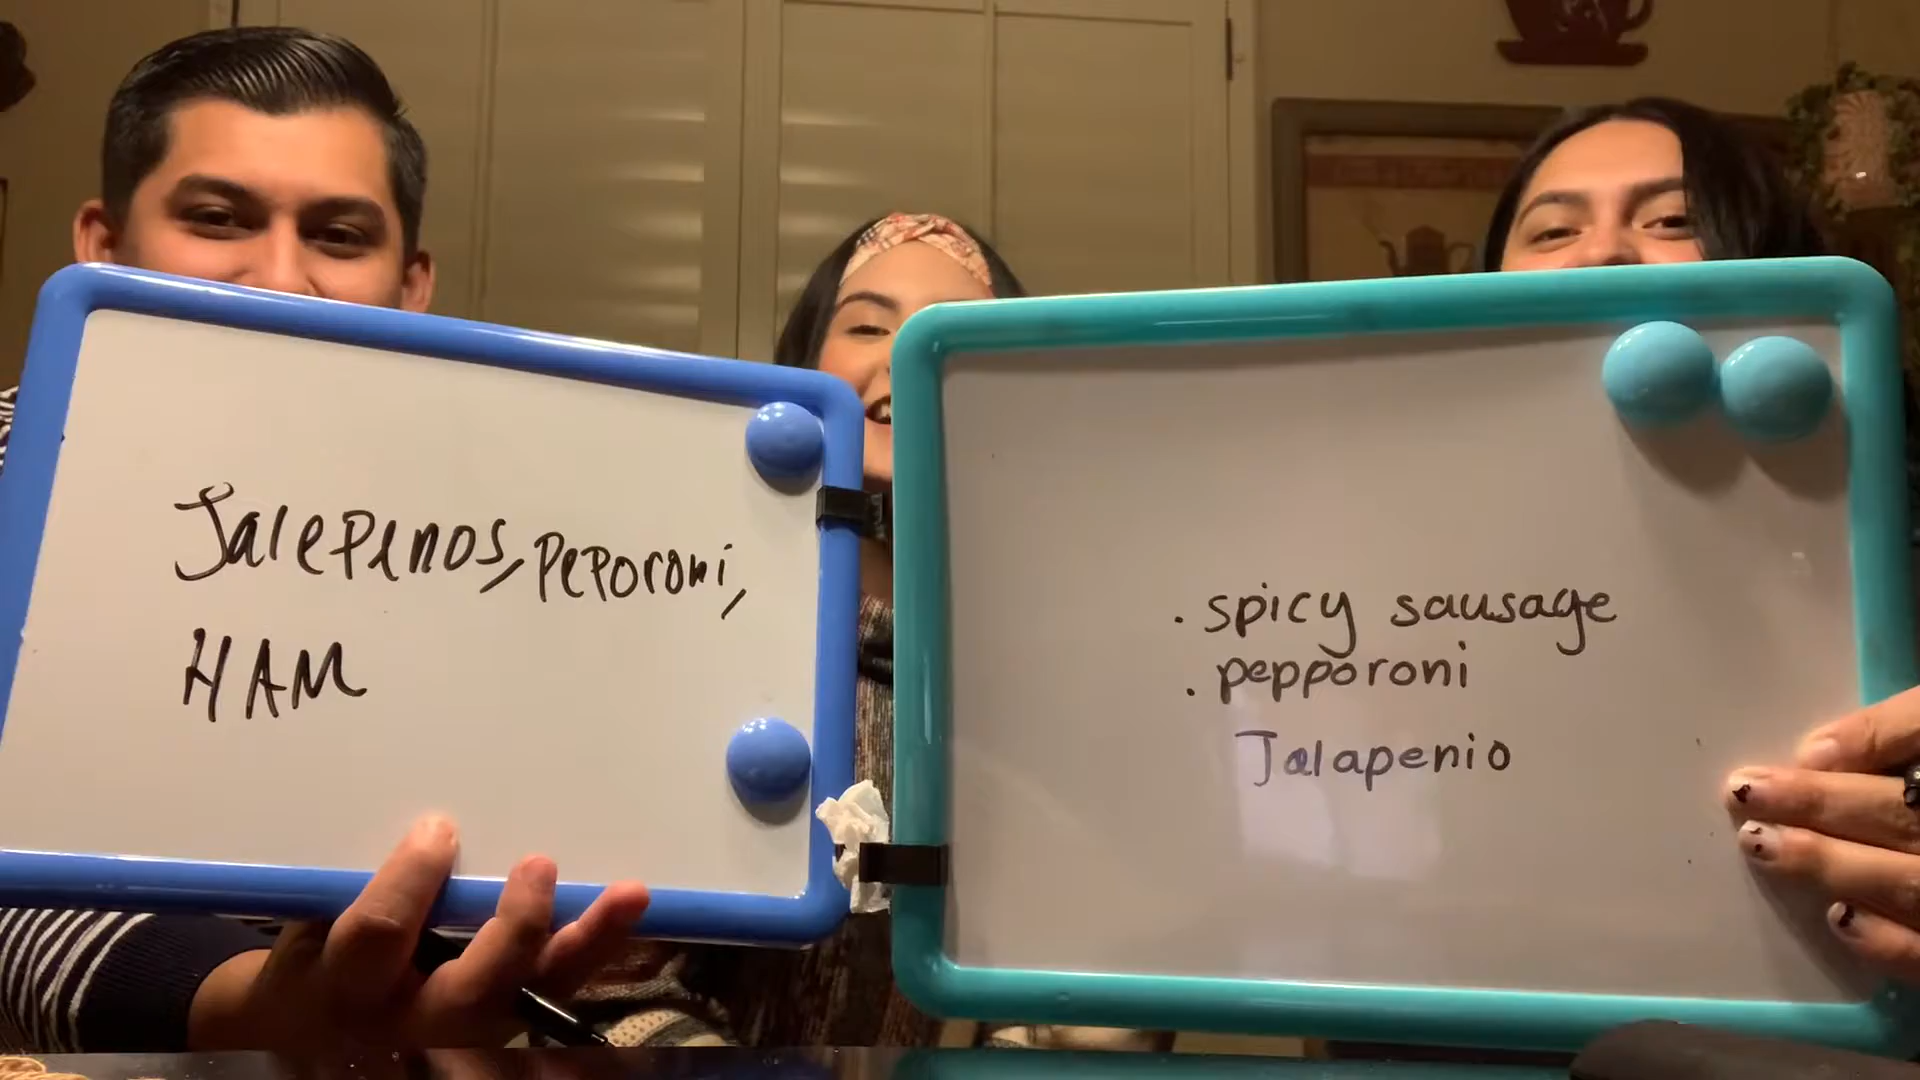 Jalepenos, peporoni,
HAM
. spicy sausage
. pepporoni
Jalapenio